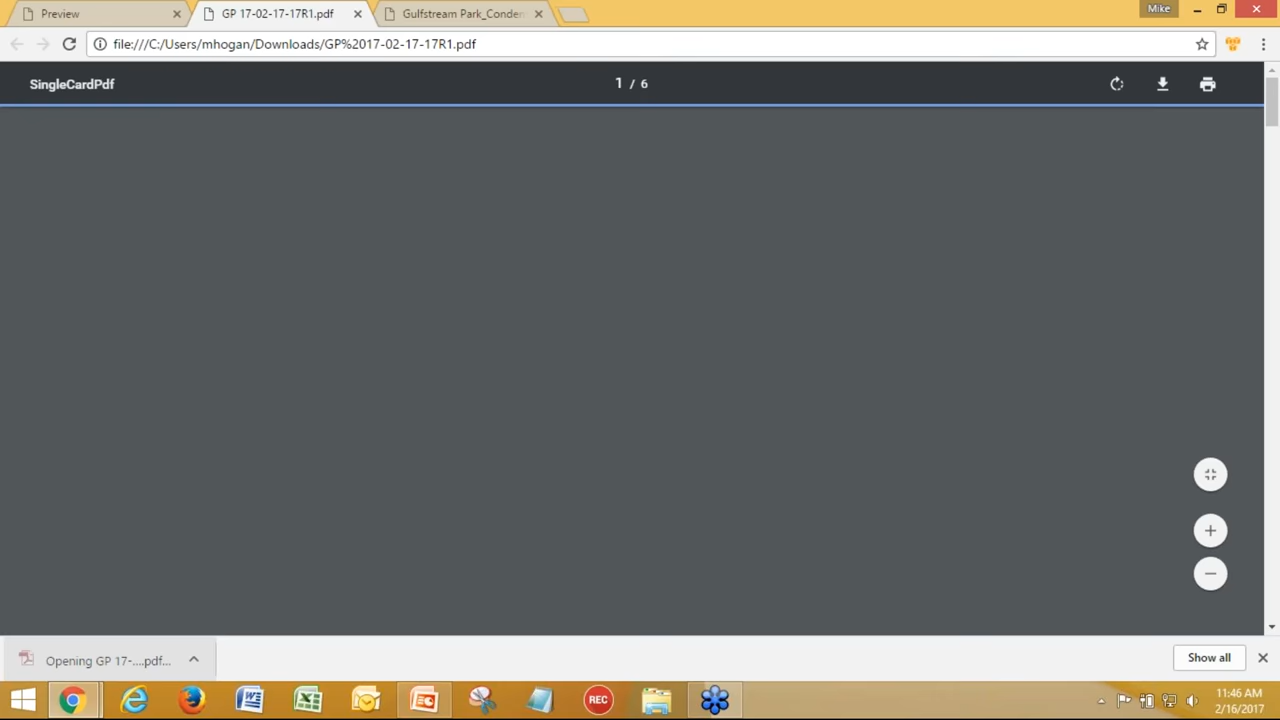 Preview
GP 17-02-17-17R1.pdf
Gulfstream Park_Conden
Mike
file:///C:/Users/mhogan/Downloads/GP%2017-02-17-17R1.pdf
SingleCardPdf
1 / 6
Opening GP 17-....pdf...
Show all
REC
11:46 AM
2/16/2017